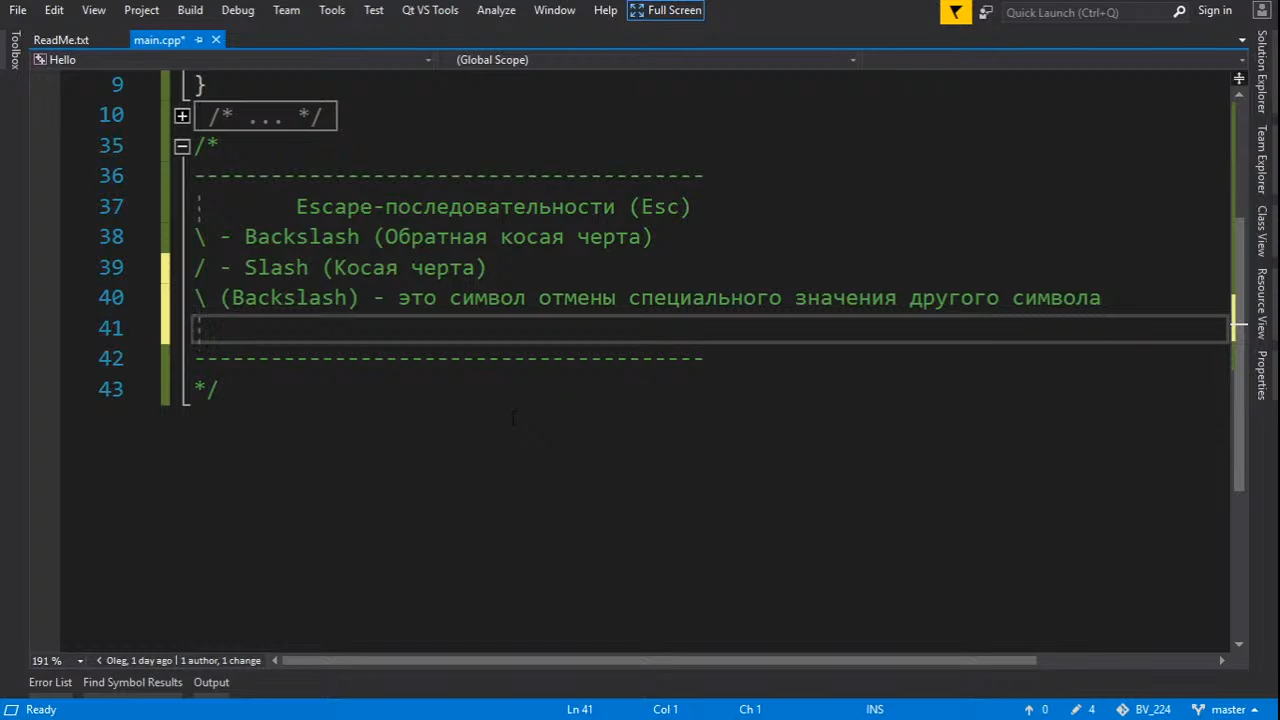 File Edit View Project Build Debug Team Tools Test Qt VS Tools Analyze Window Help Full Screen Quick Launch (Ctrl+Q) Sign in
ReadMe.txt main.cpp*
Hello (Global Scope)
Toolbox
9 }
10 /* ... */
35 /*
36 ----------------------------------------
37 Escape-последовательности (Esc)
38 \ - Backslash (Обратная косая черта)
39 / - Slash (Косая черта)
40 \ (Backslash) - это символ отмены специального значения другого символа
41
42 ----------------------------------------
43 */
Solution Explorer
Team Explorer
Class View
Resource View
Properties
191 % Oleg, 1 day ago | 1 author, 1 change
Error List Find Symbol Results Output
Ready Ln 41 Col 1 Ch 1 INS 0 4 BV_224 master